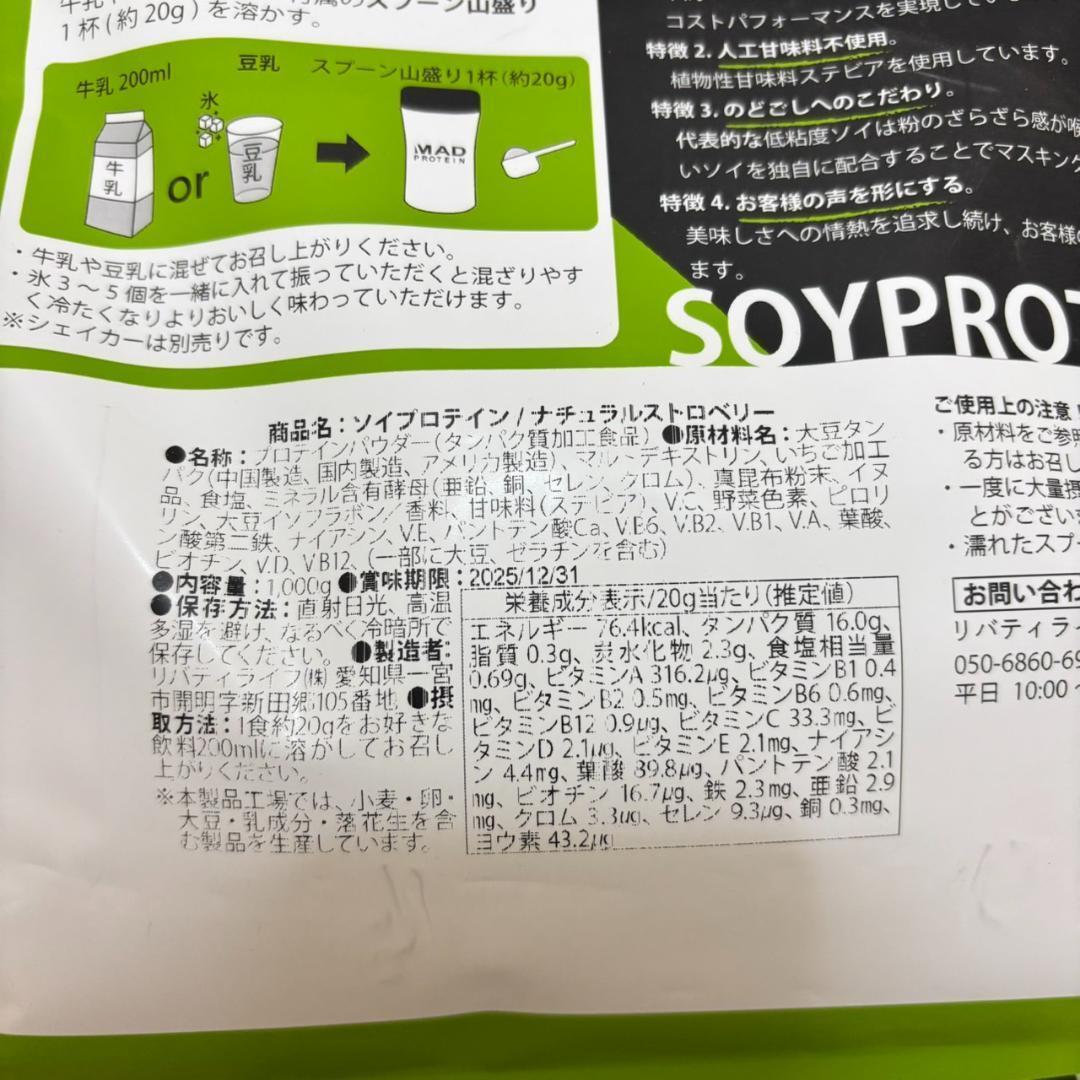 スプーン山盛り
1杯(約20g)を溶かす。
牛乳 200ml
豆乳
スプーン山盛り1杯(約20g)
氷
牛乳
or
豆乳
MAD
PROTEIN
・牛乳や豆乳に混ぜてお召し上がりください。
・氷3～5個を一緒に入れて振っていただくと混ざりやす
く冷たくなりよりおいしく味わっていただけます。
※シェイカーは別売りです。
コストパフォーマンスを実現してい
特徴2. 人工甘味料不使用。
植物性甘味料ステビアを使用しています。
特徴3. のどごしへのこだわり。
代表的な低粘度ソイは粉のざらざら感が喉
いソイを独自に配合することでマスキング
特徴4. お客様の声を形にする。
美味しさへの情熱を追求し続け、お客様の
ます。
SOYPROT
商品名：ソイプロテイン/ナチュラルストロベリー
●名称：プロテインパウダー(タンパク質加工食品) ●原材料名：大豆タン
パク(中国製造、国内製造、アメリカ製造)、マルトデキストリン、いちご加工
品、食塩、ミネラル含有酵母(亜鉛、銅、セレン、クロム)、真昆布粉末、イヌ
リン、大豆イソフラボン/香料、甘味料(ステビア)、V.C、野菜色素、ピロリ
ン酸第二鉄、ナイアシン、V.E、パントテン酸Ca、V.B6、V.B2、V.B1、V.A、葉酸、
ビオチン、V.D、V.B12、(一部に大豆、ゼラチンを含む)
●内容量：1,000g ●賞味期限：2025/12/31
●保存方法：直射日光、高温
多湿を避け、なるべく冷暗所で
保存してください。 ●製造者：
リバティライフ(株) 愛知県一宮
市開明字新田郷105番地 ●摂
取方法：1食約20gをお好きな
飲料200mlに溶かしてお召し
上がりください。
※本製品工場では、小麦・卵・
大豆・乳成分・落花生を含
む製品を生産しています。
栄養成分表示/20g当たり(推定値)
エネルギー 76.4kcal、タンパク質 16.0g、
脂質 0.3g、炭水化物 2.3g、食塩相当量
0.69g、ビタミンA 316.2μg、ビタミンB1 0.4
mg、ビタミンB2 0.5mg、ビタミンB6 0.6mg、
ビタミンB12 0.9μg、ビタミンC 33.3mg、ビ
タミンD 2.1μg、ビタミンE 2.1mg、ナイアシ
ン 4.4mg、葉酸 89.8μg、パントテン酸 2.1
mg、ビオチン 16.7μg、鉄 2.3mg、亜鉛 2.9
mg、クロム 3.3μg、セレン 9.3μg、銅 0.3mg、
ヨウ素 43.2μg
ご使用上の注意
・原材料をご参照
る方はお召し
・一度に大量摂
とがござい
・濡れたスプ
お問い合わ
リバティラ
050-6860-69
平日 10:00～